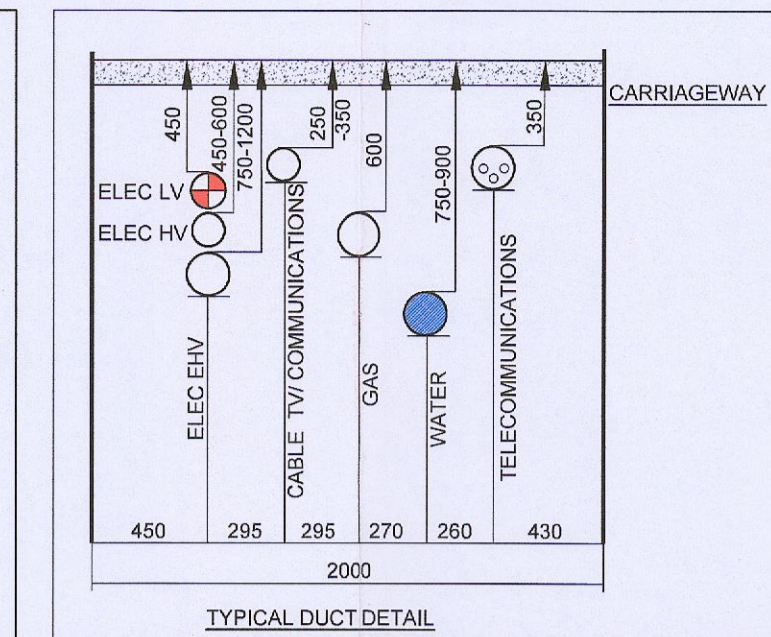 CARRIAGEWAY
450
450-600
750-1200
250
-350
600
750-900
350
ELEC LV
ELEC HV
ELEC EHV
CABLE TV/ COMMUNICATIONS
GAS
WATER
TELECOMMUNICATIONS
450 295 295 270 260 430
2000
TYPICAL DUCT DETAIL